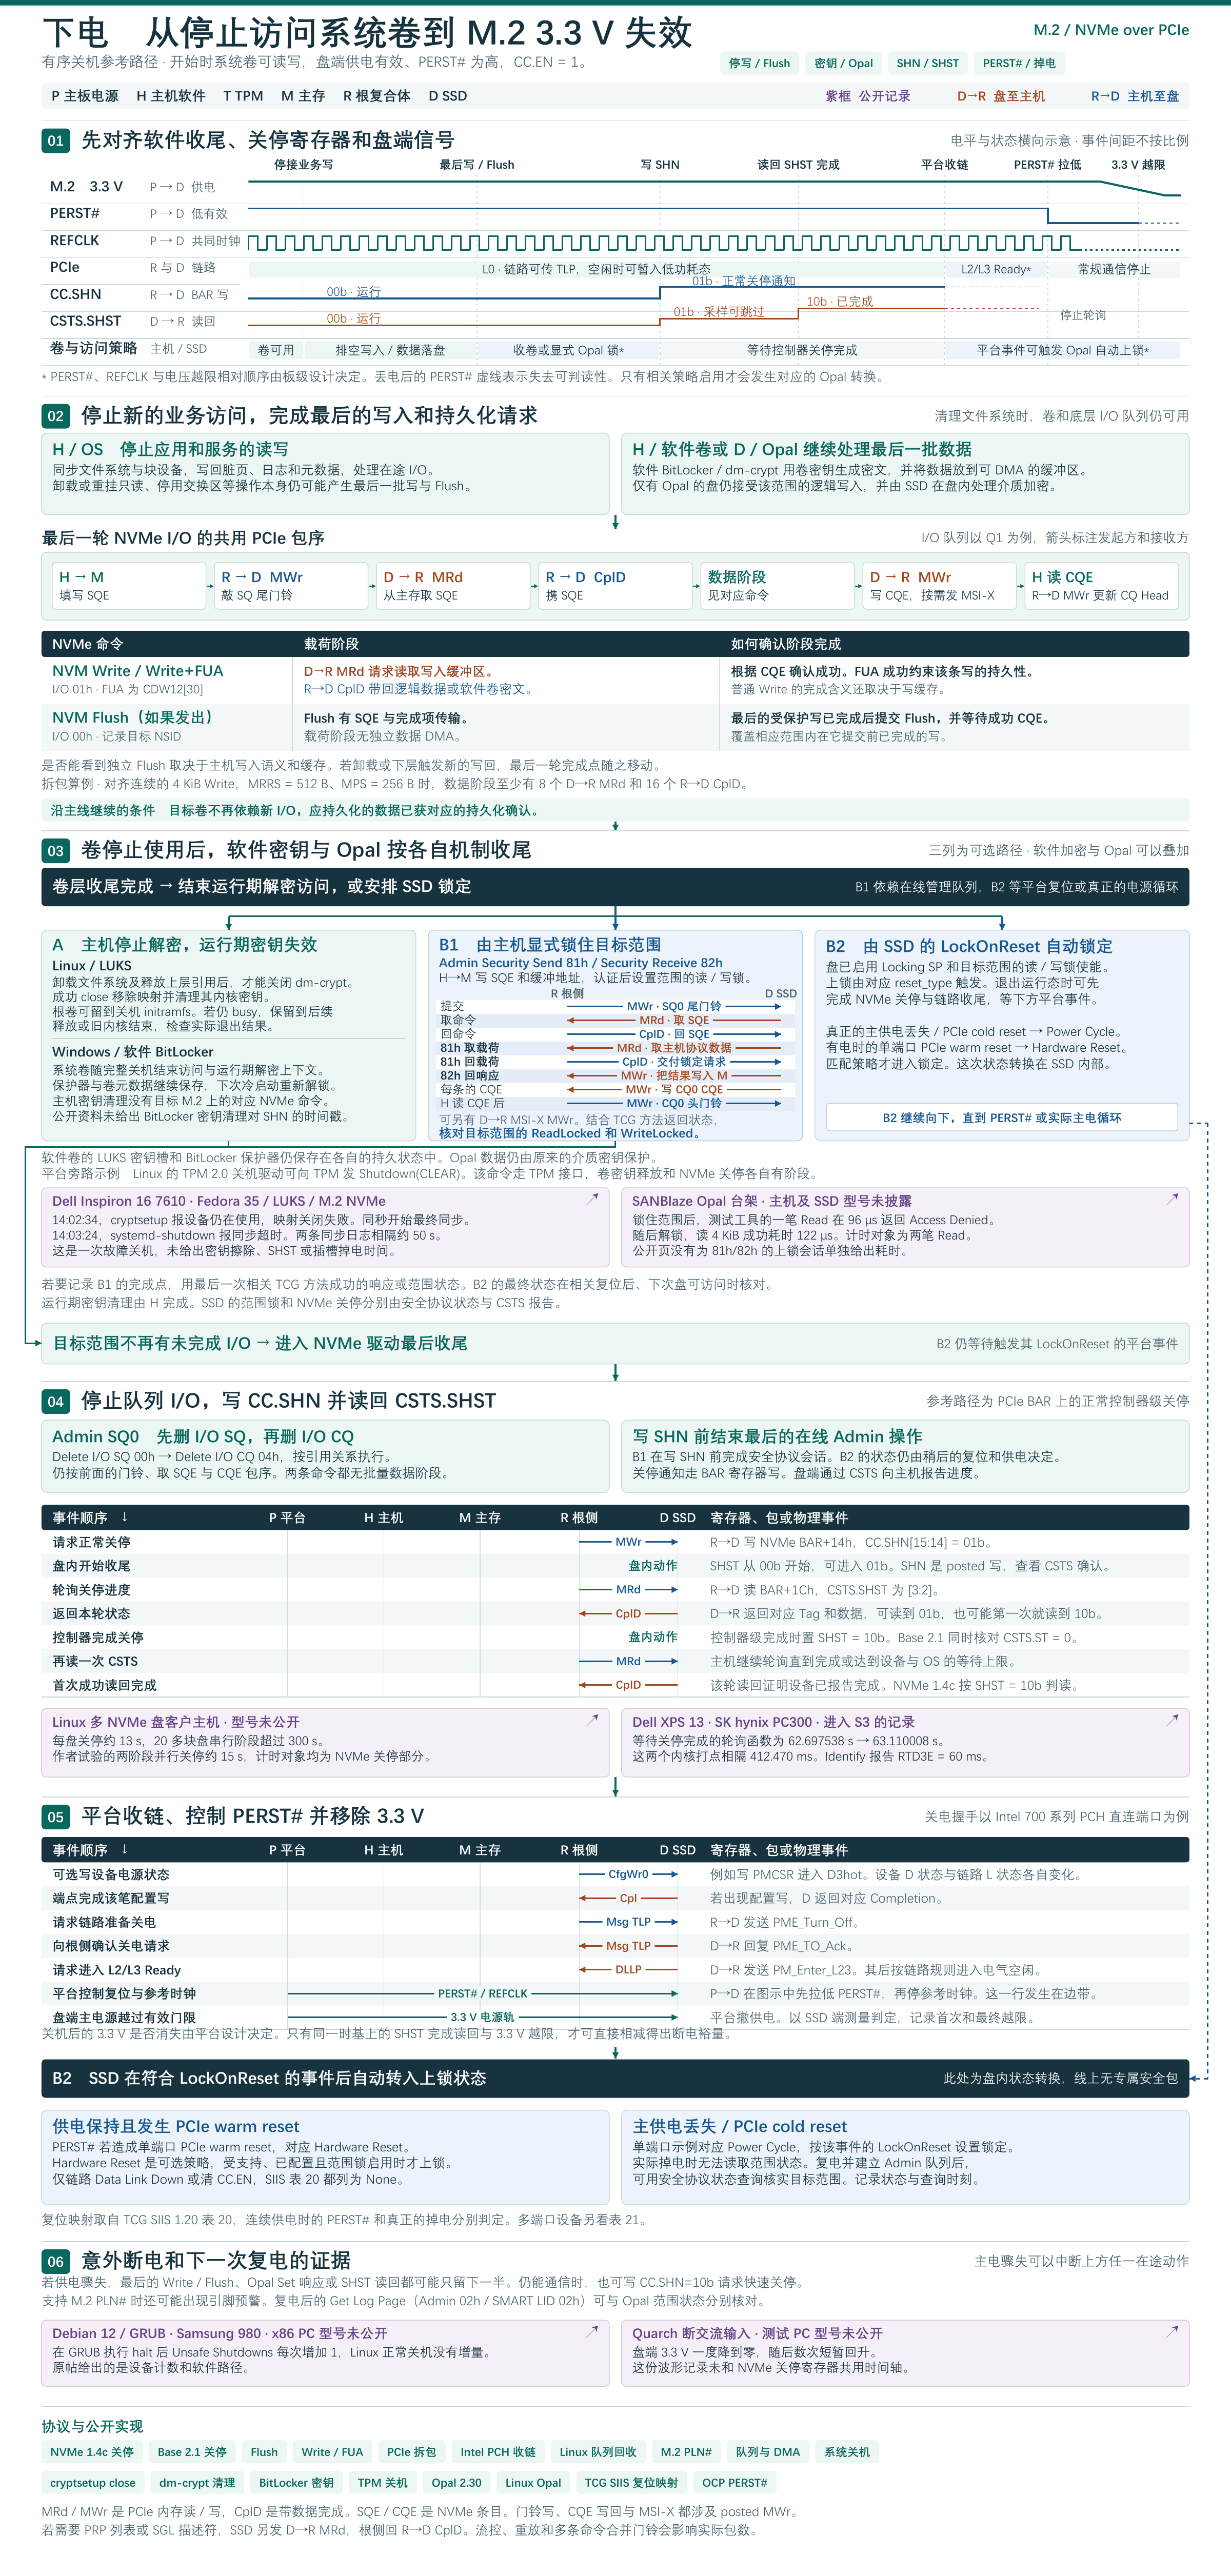 下电 从停止访问系统卷到 M.2 3.3 V 失效
M.2 / NVMe over PCIe
有序关机参考路径 · 开始时系统卷可读写，盘端供电有效、PERST# 为高，CC.EN = 1。
停写 / Flush 密钥 / Opal SHN / SHST PERST# / 掉电
P 主板电源 H 主机软件 T TPM M 主存 R 根复合体 D SSD
紫框 公开记录 D→R 盘至主机 R→D 主机至盘
01 先对齐软件收尾、关停寄存器和盘端信号
电平与状态横向示意 · 事件间距不按比例
停接业务写 最后写 / Flush 写 SHN 读回 SHST 完成 平台收链 PERST# 拉低 3.3 V 越限
M.2 3.3 V P → D 供电
PERST# P → D 低有效
REFCLK P → D 共同时钟
PCIe R 与 D 链路 L0 · 链路可传 TLP，空闲时可暂入低功耗态 L2/L3 Ready* 常规通信停止
CC.SHN R → D BAR 写 00b · 运行 01b · 正常关停通知
CSTS.SHST D → R 读回 00b · 运行 01b · 采样可跳过 10b · 已完成 停止轮询
卷与访问策略 主机 / SSD 卷可用 排空写入 / 数据落盘 收卷或显式 Opal 锁* 等待控制器关停完成 平台事件可触发 Opal 自动上锁*
* PERST#、REFCLK 与电压越限相对顺序由板级设计决定。丢电后的 PERST# 虚线表示失去可判读性。只有相关策略启用才会发生对应的 Opal 转换。
02 停止新的业务访问，完成最后的写入和持久化请求
清理文件系统时，卷和底层 I/O 队列仍可用
H / OS 停止应用和服务的读写
同步文件系统与块设备，写回脏页、日志和元数据，处理在途 I/O。
卸载或重挂只读、停用交换区等操作本身仍可能产生最后一批写与 Flush。
H / 软件卷或 D / Opal 继续处理最后一批数据
软件 BitLocker / dm-crypt 用卷密钥生成密文，并将数据放到可 DMA 的缓冲区。
仅有 Opal 的盘仍接受该范围的逻辑写入，并由 SSD 在盘内处理介质加密。
最后一轮 NVMe I/O 的共用 PCIe 包序
I/O 队列以 Q1 为例，箭头标注发起方和接收方
H → M
填写 SQE
R → D MWr
敲 SQ 尾门铃
D → R MRd
从主存取 SQE
R → D CplD
携 SQE
数据阶段
见对应命令
D → R MWr
写 CQE，按需发 MSI-X
H 读 CQE
R→D MWr 更新 CQ Head
NVMe 命令 载荷阶段 如何确认阶段完成
NVM Write / Write+FUA D→R MRd 请求读取写入缓冲区。 根据 CQE 确认成功。FUA 成功约束该条写的持久性。
I/O 01h · FUA 为 CDW12[30] R→D CplD 带回逻辑数据或软件卷密文。 普通 Write 的完成含义还取决于写缓存。
NVM Flush（如果发出） Flush 有 SQE 与完成项传输。 最后的受保护写已完成后提交 Flush，并等待成功 CQE。
I/O 00h · 记录目标 NSID 载荷阶段无独立数据 DMA。 覆盖相应范围内在它提交前已完成的写。
是否能看到独立 Flush 取决于主机写入语义和缓存。若卸载或下层触发新的写回，最后一轮完成点随之移动。
拆包算例 · 对齐连续的 4 KiB Write，MRRS = 512 B、MPS = 256 B 时，数据阶段至少有 8 个 D→R MRd 和 16 个 R→D CplD。
沿主线继续的条件 目标卷不再依赖新 I/O，应持久化的数据已获对应的持久化确认。
03 卷停止使用后，软件密钥与 Opal 按各自机制收尾
三列为可选路径 · 软件加密与 Opal 可以叠加
卷层收尾完成 → 结束运行期解密访问，或安排 SSD 锁定
B1 依赖在线管理队列，B2 等平台复位或真正的电源循环
A 主机停止解密，运行期密钥失效
Linux / LUKS
卸载文件系统及释放上层引用后，才能关闭 dm-crypt。
成功 close 移除映射并清理其内核密钥。
根卷可留到关机 initramfs。若仍 busy，保留到后续
释放或旧内核结束，检查实际退出结果。
Windows / 软件 BitLocker
系统卷随完整关机结束访问与运行期解密上下文。
保护器与卷元数据继续保存，下次冷启动重新解锁。
主机密钥清理没有目标 M.2 上的对应 NVMe 命令。
公开资料未给出 BitLocker 密钥清理对 SHN 的时间戳。
B1 由主机显式锁住目标范围
Admin Security Send 81h / Security Receive 82h
H→M 写 SQE 和缓冲地址，认证后设置范围的读 / 写锁。
R 根侧 D SSD
提交 MWr · SQ0 尾门铃
取命令 MRd · 取 SQE
回命令 CplD · 回 SQE
81h 取载荷 MRd · 取主机协议数据
81h 回载荷 CplD · 交付锁定请求
82h 回响应 MWr · 把结果写入 M
每条的 CQE MWr · 写 CQ0 CQE
H 读 CQE 后 MWr · CQ0 头门铃
可另有 D→R MSI-X MWr。结合 TCG 方法返回状态，
核对目标范围的 ReadLocked 和 WriteLocked。
B2 由 SSD 的 LockOnReset 自动锁定
盘已启用 Locking SP 和目标范围的读 / 写锁使能。
上锁由对应 reset_type 触发。退出运行态时可先
完成 NVMe 关停与链路收尾，等下方平台事件。
真正的主供电丢失 / PCIe cold reset → Power Cycle。
有电时的单端口 PCIe warm reset → Hardware Reset。
匹配策略才进入锁定。这次状态转换在 SSD 内部。
B2 继续向下，直到 PERST# 或实际主电循环
软件卷的 LUKS 密钥槽和 BitLocker 保护器仍保存在各自的持久状态中。Opal 数据仍由原来的介质密钥保护。
平台旁路示例 Linux 的 TPM 2.0 关机驱动可向 TPM 发 Shutdown(CLEAR)。该命令走 TPM 接口，卷密钥释放和 NVMe 关停各自有阶段。
Dell Inspiron 16 7610 · Fedora 35 / LUKS / M.2 NVMe ↗
14:02:34，cryptsetup 报设备仍在使用，映射关闭失败。同秒开始最终同步。
14:03:24，systemd-shutdown 报同步超时。两条同步日志相隔约 50 s。
这是一次故障关机，未给出密钥擦除、SHST 或插槽掉电时间。
SANBlaze Opal 台架 · 主机及 SSD 型号未披露 ↗
锁住范围后，测试工具的一笔 Read 在 96 μs 返回 Access Denied。
随后解锁，读 4 KiB 成功耗时 122 μs。计时对象为两笔 Read。
公开页没有为 81h/82h 的上锁会话单独给出耗时。
若要记录 B1 的完成点，用最后一次相关 TCG 方法成功的响应或范围状态。B2 的最终状态在相关复位后、下次盘可访问时核对。
运行期密钥清理由 H 完成。SSD 的范围锁和 NVMe 关停分别由安全协议状态与 CSTS 报告。
目标范围不再有未完成 I/O → 进入 NVMe 驱动最后收尾
B2 仍等待触发其 LockOnReset 的平台事件
04 停止队列 I/O，写 CC.SHN 并读回 CSTS.SHST
参考路径为 PCIe BAR 上的正常控制器级关停
Admin SQ0 先删 I/O SQ，再删 I/O CQ
Delete I/O SQ 00h → Delete I/O CQ 04h，按引用关系执行。
仍按前面的门铃、取 SQE 与 CQE 包序。两条命令都无批量数据阶段。
写 SHN 前结束最后的在线 Admin 操作
B1 在写 SHN 前完成安全协议会话。B2 的状态仍由稍后的复位和供电决定。
关停通知走 BAR 寄存器写。盘端通过 CSTS 向主机报告进度。
事件顺序 ↓ P 平台 H 主机 M 主存 R 根侧 D SSD 寄存器、包或物理事件
请求正常关停 MWr R→D 写 NVMe BAR+14h，CC.SHN[15:14] = 01b。
盘内开始收尾 盘内动作 SHST 从 00b 开始，可进入 01b。SHN 是 posted 写，查看 CSTS 确认。
轮询关停进度 MRd R→D 读 BAR+1Ch，CSTS.SHST 为 [3:2]。
返回本轮状态 CplD D→R 返回对应 Tag 和数据，可读到 01b，也可能第一次就读到 10b。
控制器完成关停 盘内动作 控制器级完成时置 SHST = 10b。Base 2.1 同时核对 CSTS.ST = 0。
再读一次 CSTS MRd 主机继续轮询直到完成或达到设备与 OS 的等待上限。
首次成功读回完成 CplD 该轮读回证明设备已报告完成。NVMe 1.4c 按 SHST = 10b 判读。
Linux 多 NVMe 盘客户主机 · 型号未公开 ↗
每盘关停约 13 s，20 多块盘串行阶段超过 300 s。
作者试验的两阶段并行关停约 15 s，计时对象均为 NVMe 关停部分。
Dell XPS 13 · SK hynix PC300 · 进入 S3 的记录 ↗
等待关停完成的轮询函数为 62.697538 s → 63.110008 s。
这两个内核打点相隔 412.470 ms。Identify 报告 RTD3E = 60 ms。
05 平台收链、控制 PERST# 并移除 3.3 V
关电握手以 Intel 700 系列 PCH 直连端口为例
事件顺序 ↓ P 平台 H 主机 M 主存 R 根侧 D SSD 寄存器、包或物理事件
可选写设备电源状态 CfgWr0 例如写 PMCSR 进入 D3hot。设备 D 状态与链路 L 状态各自变化。
端点完成该笔配置写 Cpl 若出现配置写，D 返回对应 Completion。
请求链路准备关电 Msg TLP R→D 发送 PME_Turn_Off。
向根侧确认关电请求 Msg TLP D→R 回复 PME_TO_Ack。
请求进入 L2/L3 Ready DLLP D→R 发送 PM_Enter_L23。其后按链路规则进入电气空闲。
平台控制复位与参考时钟 PERST# / REFCLK P→D 在图示中先拉低 PERST#，再停参考时钟。这一行发生在边带。
盘端主电源越过有效门限 3.3 V 电源轨 平台撤供电。以 SSD 端测量判定，记录首次和最终越限。
关机后的 3.3 V 是否消失由平台设计决定。只有同一时基上的 SHST 完成读回与 3.3 V 越限，才可直接相减得出断电裕量。
B2 SSD 在符合 LockOnReset 的事件后自动转入上锁状态
此处为盘内状态转换，线上无专属安全包
供电保持且发生 PCIe warm reset
PERST# 若造成单端口 PCIe warm reset，对应 Hardware Reset。
Hardware Reset 是可选策略，受支持、已配置且范围锁启用时才上锁。
仅链路 Data Link Down 或清 CC.EN，SIIS 表 20 都列为 None。
主供电丢失 / PCIe cold reset
单端口示例对应 Power Cycle，按该事件的 LockOnReset 设置锁定。
实际掉电时无法读取范围状态。复电并建立 Admin 队列后，
可用安全协议状态查询核实目标范围。记录状态与查询时刻。
复位映射取自 TCG SIIS 1.20 表 20，连续供电时的 PERST# 和真正的掉电分别判定。多端口设备另看表 21。
06 意外断电和下一次复电的证据
主电骤失可以中断上方任一在途动作
若供电骤失，最后的 Write / Flush、Opal Set 响应或 SHST 读回都可能只留下一半。仍能通信时，也可写 CC.SHN=10b 请求快速关停。
支持 M.2 PLN# 时还可能出现引脚预警。复电后的 Get Log Page（Admin 02h / SMART LID 02h）可与 Opal 范围状态分别核对。
Debian 12 / GRUB · Samsung 980 · x86 PC 型号未公开 ↗
在 GRUB 执行 halt 后 Unsafe Shutdowns 每次增加 1，Linux 正常关机没有增量。
原帖给出的是设备计数和软件路径。
Quarch 断交流输入 · 测试 PC 型号未公开 ↗
盘端 3.3 V 一度降到零，随后数次短暂回升。
这份波形记录未和 NVMe 关停寄存器共用时间轴。
协议与公开实现
NVMe 1.4c 关停 Base 2.1 关停 Flush Write / FUA PCIe 拆包 Intel PCH 收链 Linux 队列回收 M.2 PLN# 队列与 DMA 系统关机
cryptsetup close dm-crypt 清理 BitLocker 密钥 TPM 关机 Opal 2.30 Linux Opal TCG SIIS 复位映射 OCP PERST#
MRd / MWr 是 PCIe 内存读 / 写，CplD 是带数据完成。SQE / CQE 是 NVMe 条目。门铃写、CQE 写回与 MSI-X 都涉及 posted MWr。
若需要 PRP 列表或 SGL 描述符，SSD 另发 D→R MRd，根侧回 R→D CplD。流控、重放和多条命令合并门铃会影响实际包数。